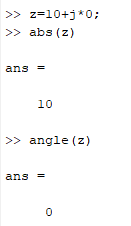 >> z=10+j*0;
>> abs(z)
ans =
10
>> angle(z)
ans =
0